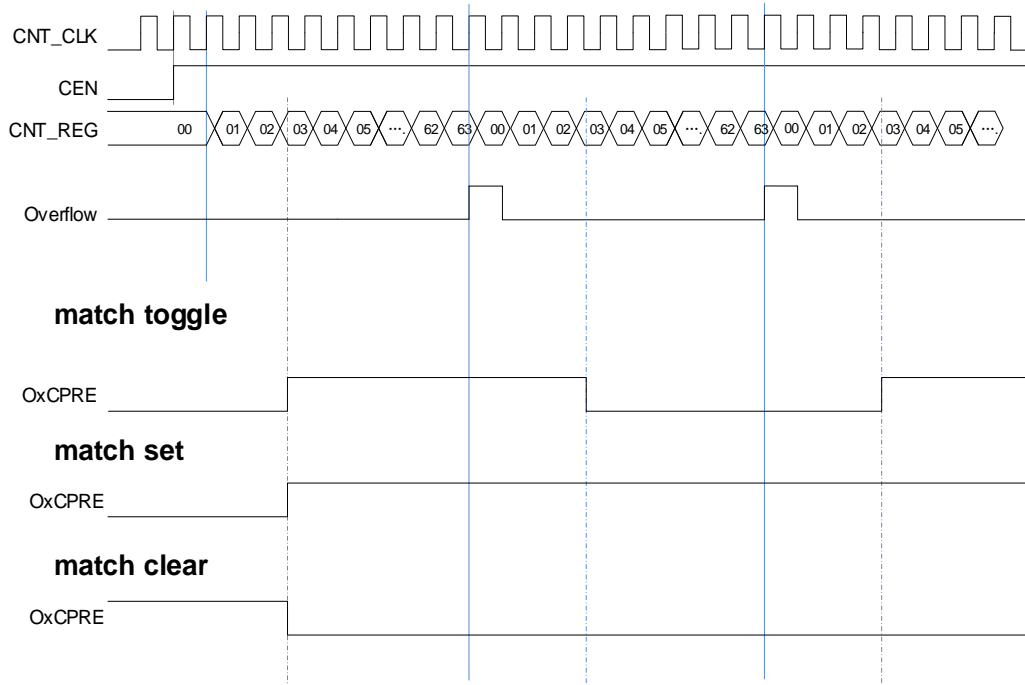 CNT_CLK
CEN
CNT_REG 00 01 02 03 04 05 .... 62 63 00 01 02 03 04 05 .... 62 63 00 01 02 03 04 05 ....
Overflow
match toggle
OxCPRE
match set
OxCPRE
match clear
OxCPRE